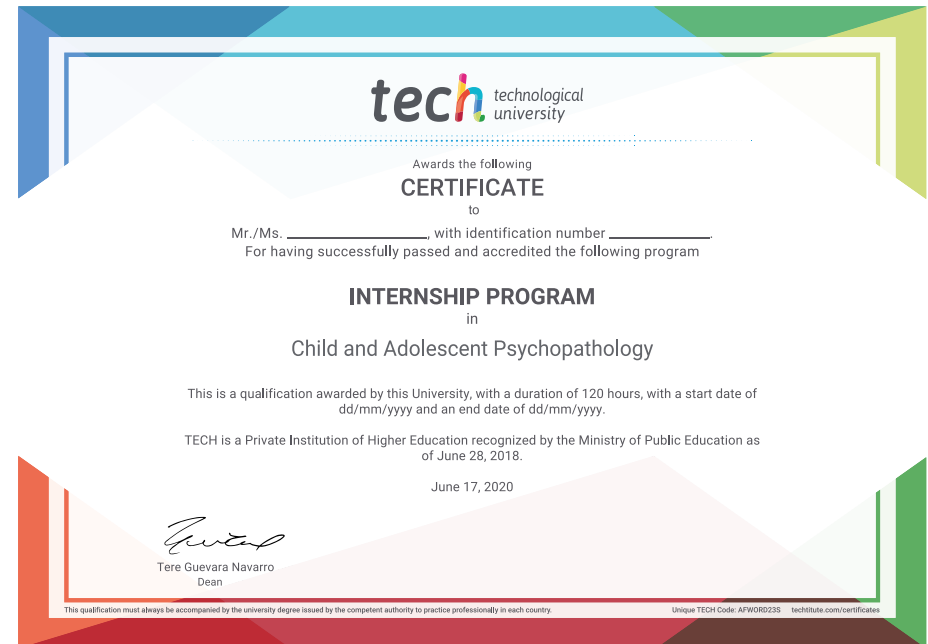 tech technological
university
Awards the following
CERTIFICATE
to
Mr./Ms. ____________________, with identification number ______________.
For having successfully passed and accredited the following program
INTERNSHIP PROGRAM
in
Child and Adolescent Psychopathology
This is a qualification awarded by this University, with a duration of 120 hours, with a start date of
dd/mm/yyyy and an end date of dd/mm/yyyy.
TECH is a Private Institution of Higher Education recognized by the Ministry of Public Education as
of June 28, 2018.
June 17, 2020
Tere Guevara Navarro
Dean
This qualification must always be accompanied by the university degree issued by the competent authority to practice professionally in each country.
Unique TECH Code: AFWORD23S techtitute.com/certificates